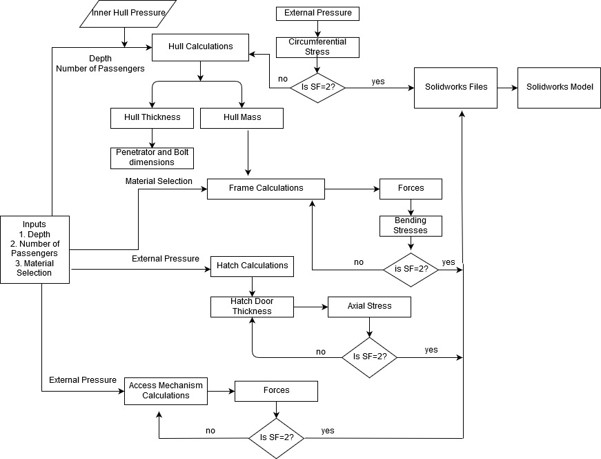 Inner Hull Pressure
External Pressure
Depth
Number of Passengers
Hull Calculations
Circumferential
Stress
no
Is SF=2?
yes
Solidworks Files
Solidworks Model
Hull Thickness
Hull Mass
Penetrator and Bolt
dimensions
Material Selection
Frame Calculations
Forces
Bending
Stresses
Inputs
1. Depth
2. Number of
Passengers
3. Material
Selection
no
is SF=2?
yes
External Pressure
Hatch Calculations
Hatch Door
Thickness
Axial Stress
no
Is SF=2?
yes
External Pressure
Access Mechanism
Calculations
Forces
no
Is SF=2?
yes